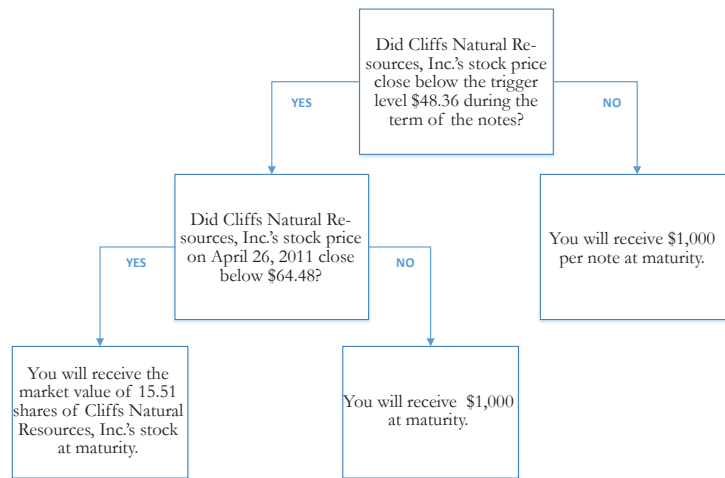 Did Cliffs Natural Re-
sources, Inc.'s stock price
close below the trigger
level $48.36 during the
term of the notes?
YES
NO
Did Cliffs Natural Re-
sources, Inc.'s stock price
on April 26, 2011 close
below $64.48?
You will receive $1,000
per note at maturity.
YES
NO
You will receive the
market value of 15.51
shares of Cliffs Natural
Resources, Inc.'s stock
at maturity.
You will receive $1,000
at maturity.